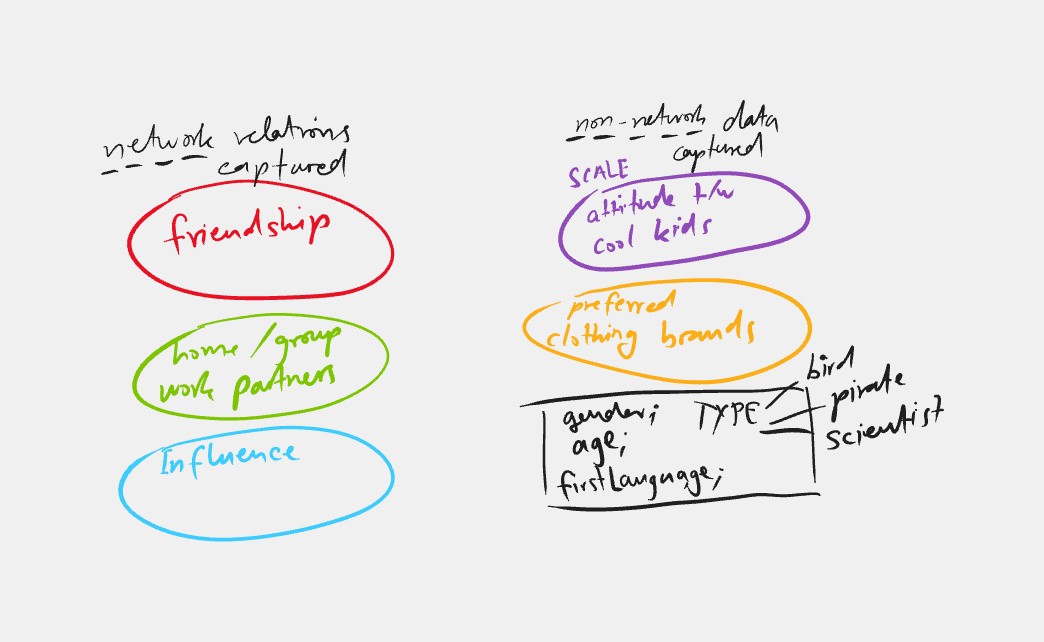 network relations
captured
friendship
home/group
work partners
Influence
non-network data
captured
SCALE
attitude t/w
cool kids
preferred
clothing brands
gender; TYPE
age;
firstLanguage;
bird
pirate
scientist